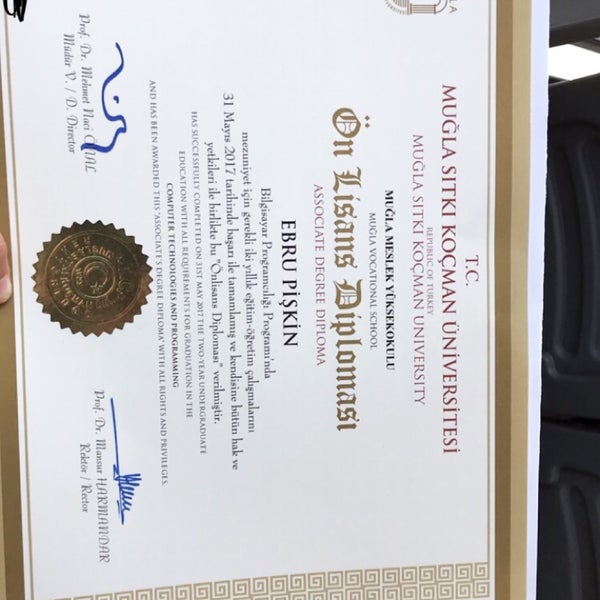 T.C.
MUĞLA SITKI KOÇMAN ÜNİVERSİTESİ
REPUBLIC OF TURKEY
MUĞLA SITKI KOÇMAN UNIVERSITY
MUĞLA MESLEK YÜKSEKOKULU
MUGLA VOCATIONAL SCHOOL
Ön Lisans Diploması
ASSOCIATE DEGREE DIPLOMA
EBRU PİŞKİN
Bilgisayar Programcılığı Programı'nda
mezuniyet için gerekli iki yıllık eğitim-öğretim çalışmalarını
31 Mayıs 2017 tarihinde başarı ile tamamlamış ve kendisine bütün hak ve
yetkileri ile birlikte bu "Önlisans Diploması" verilmiştir.
HAS SUCCESSFULLY COMPLETED ON 31ST MAY 2017 THE TWO-YEAR UNDERGRADUATE
EDUCATION WITH ALL REQUIREMENTS FOR GRADUATION IN THE
COMPUTER TECHNOLOGIES AND PROGRAMMING
AND HAS BEEN AWARDED THIS 'ASSOCIATE'S DEGREE DIPLOMA' WITH ALL RIGHTS AND PRIVILEGES.
Prof. Dr. Mehmet Naci ÖNAL
Müdür V. / D. Director
Prof. Dr. Mansur HARMANDAR
Rektör / Rector